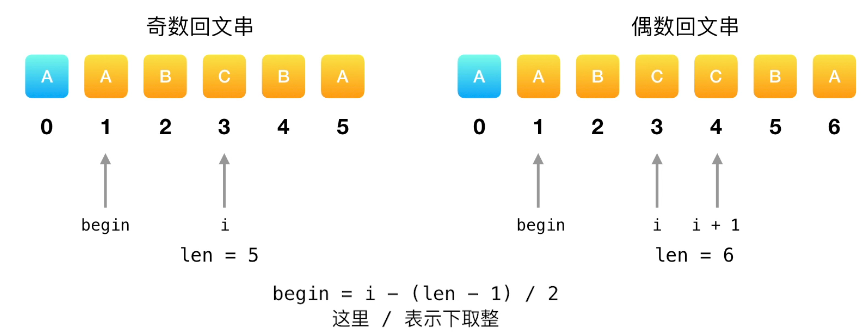 奇数回文串 偶数回文串
A A B C B A A A B C C B A
0 1 2 3 4 5 0 1 2 3 4 5 6
begin i begin i i + 1
len = 5 len = 6
begin = i - (len - 1) / 2
这里 / 表示下取整